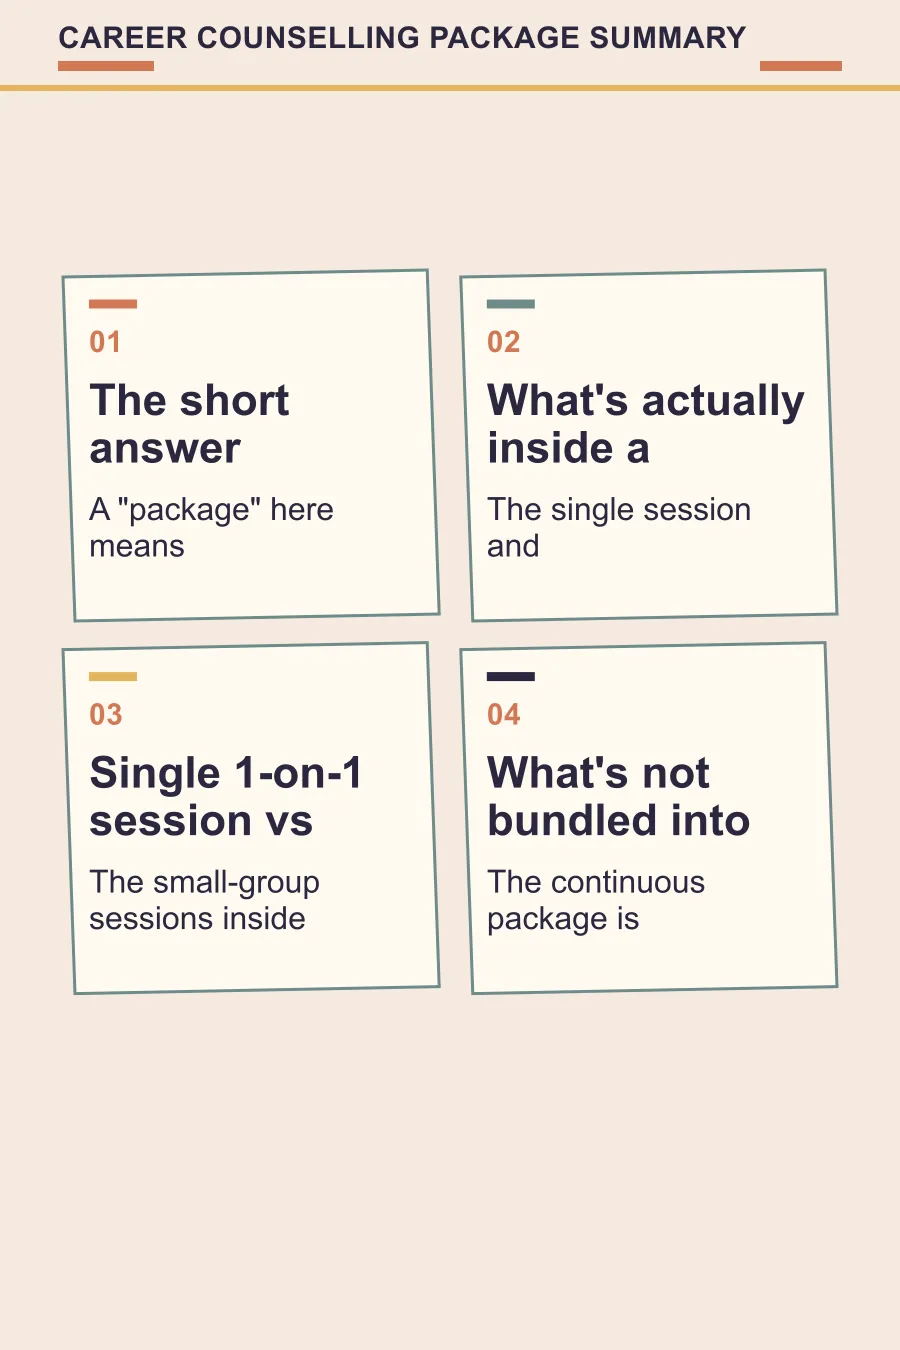 CAREER COUNSELLING PACKAGE SUMMARY
01
The short
answer
A "package" here
means
02
What's actually
inside a
The single session
and
03
Single 1-on-1
session vs
The small-group
sessions inside
04
What's not
bundled into
The continuous
package is